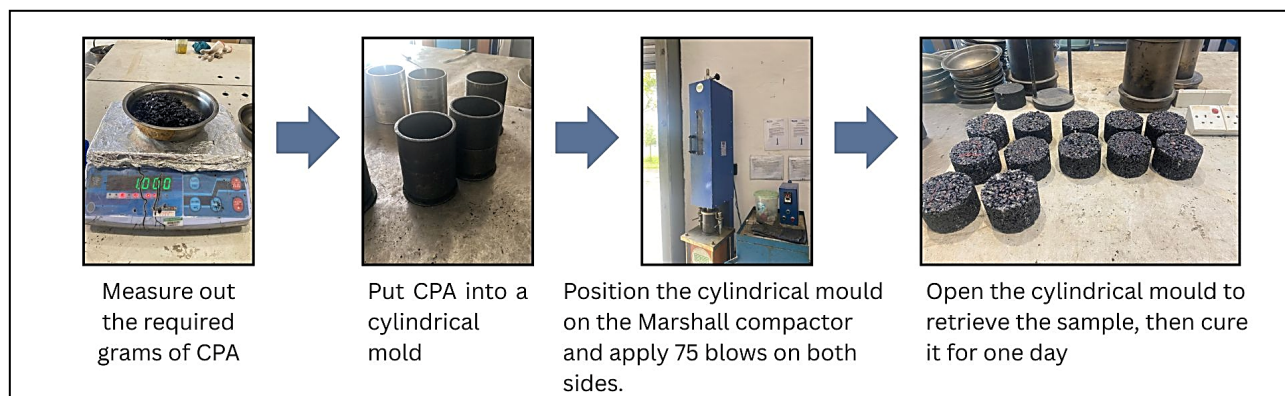 1.000
Measure out
the required
grams of CPA
Put CPA into a
cylindrical
mold
Position the cylindrical mould
on the Marshall compactor
and apply 75 blows on both
sides.
Open the cylindrical mould to
retrieve the sample, then cure
it for one day